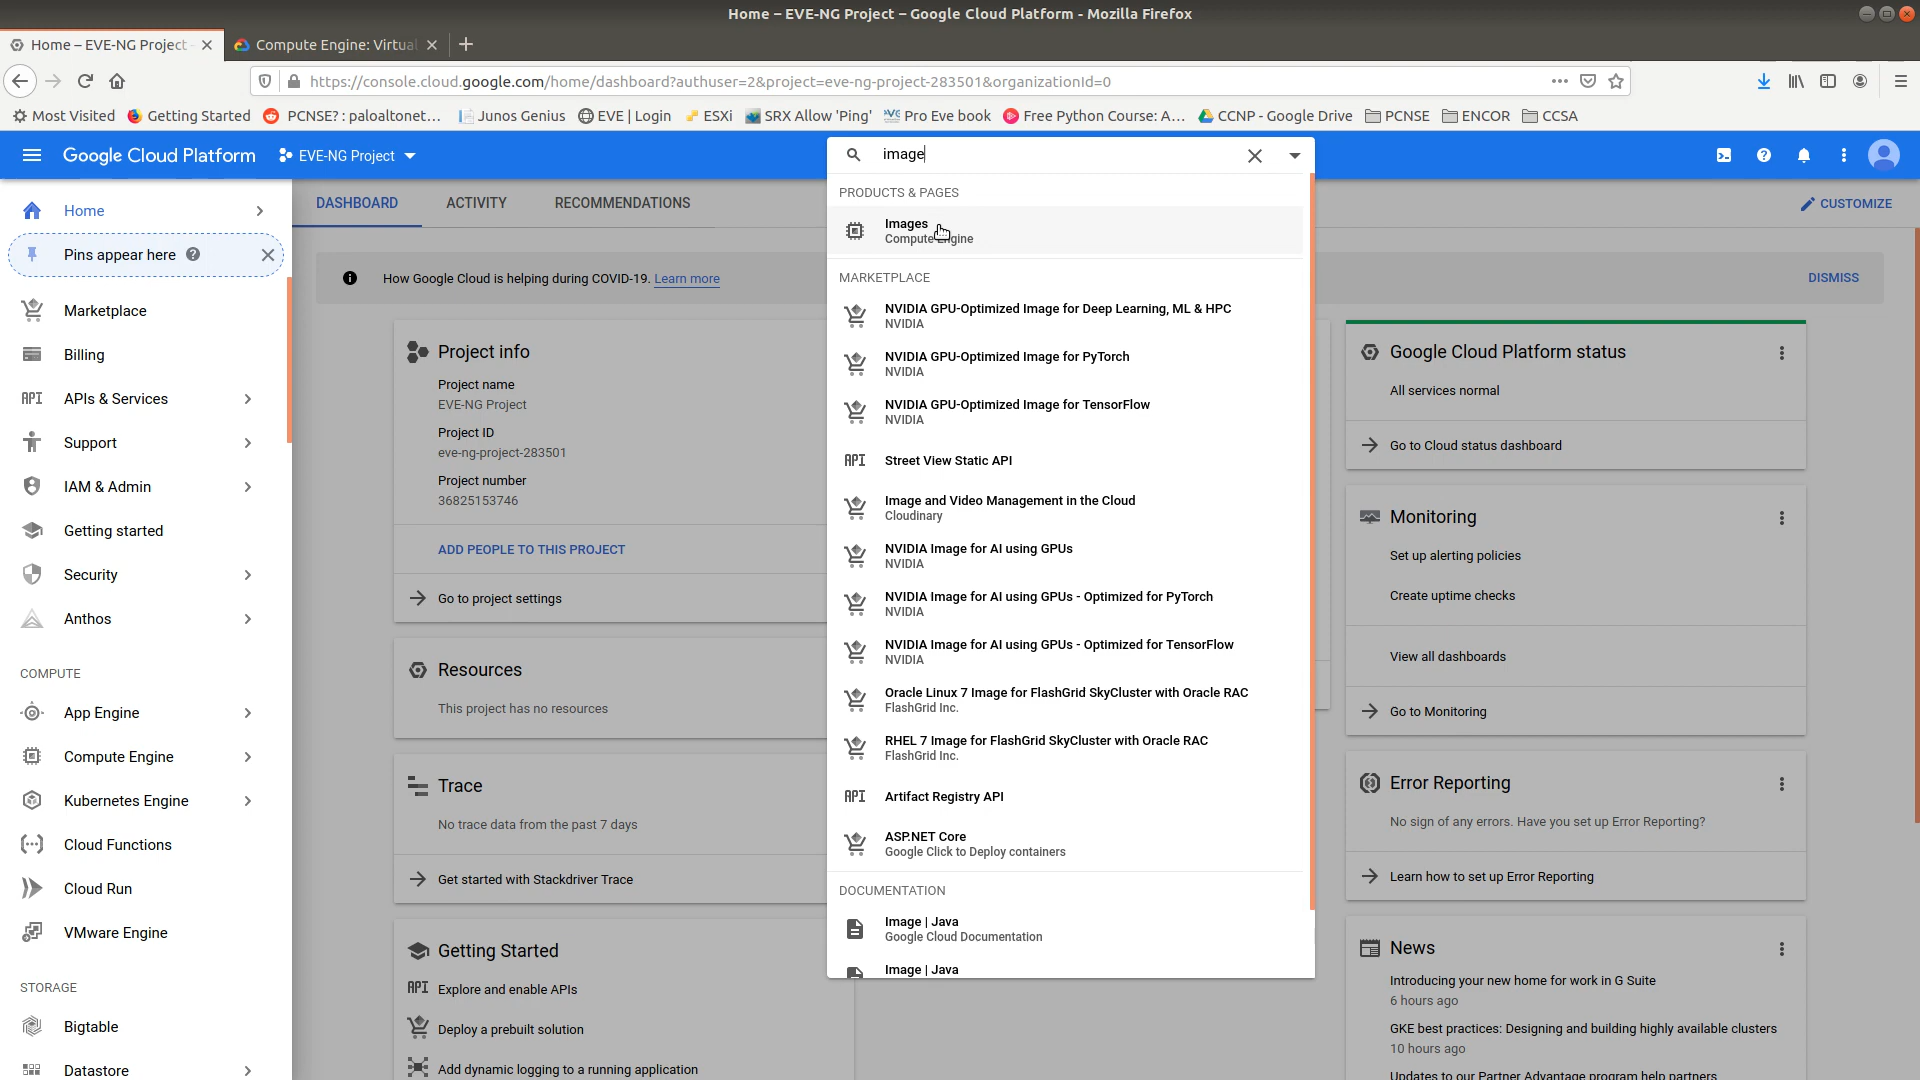 Home – EVE-NG Project – Google Cloud Platform - Mozilla Firefox
Home – EVE-NG Project
Compute Engine: Virtual
https://console.cloud.google.com/home/dashboard?authuser=2&project=eve-ng-project-283501&organizationId=0
Most Visited
Getting Started
PCNSE? : paloaltonet...
Junos Genius
EVE | Login
ESXi
SRX Allow 'Ping'
Pro Eve book
Free Python Course: A...
CCNP - Google Drive
PCNSE
ENCOR
CCSA
Google Cloud Platform
EVE-NG Project
image
Home
Pins appear here
Marketplace
Billing
API
APIs & Services
Support
IAM & Admin
Getting started
Security
Anthos
COMPUTE
App Engine
Compute Engine
Kubernetes Engine
Cloud Functions
Cloud Run
VMware Engine
STORAGE
Bigtable
Datastore
DASHBOARD
ACTIVITY
RECOMMENDATIONS
CUSTOMIZE
How Google Cloud is helping during COVID-19. Learn more
DISMISS
Project info
Project name
EVE-NG Project
Project ID
eve-ng-project-283501
Project number
36825153746
ADD PEOPLE TO THIS PROJECT
Go to project settings
Resources
This project has no resources
Trace
No trace data from the past 7 days
Get started with Stackdriver Trace
Getting Started
API
Explore and enable APIs
Deploy a prebuilt solution
Add dynamic logging to a running application
PRODUCTS & PAGES
Images
Compute Engine
MARKETPLACE
NVIDIA GPU-Optimized Image for Deep Learning, ML & HPC
NVIDIA
NVIDIA GPU-Optimized Image for PyTorch
NVIDIA
NVIDIA GPU-Optimized Image for TensorFlow
NVIDIA
API
Street View Static API
Image and Video Management in the Cloud
Cloudinary
NVIDIA Image for AI using GPUs
NVIDIA
NVIDIA Image for AI using GPUs - Optimized for PyTorch
NVIDIA
NVIDIA Image for AI using GPUs - Optimized for TensorFlow
NVIDIA
Oracle Linux 7 Image for FlashGrid SkyCluster with Oracle RAC
FlashGrid Inc.
RHEL 7 Image for FlashGrid SkyCluster with Oracle RAC
FlashGrid Inc.
API
Artifact Registry API
ASP.NET Core
Google Click to Deploy containers
DOCUMENTATION
Image | Java
Google Cloud Documentation
Image | Java
Google Cloud Platform status
All services normal
Go to Cloud status dashboard
Monitoring
Set up alerting policies
Create uptime checks
View all dashboards
Go to Monitoring
Error Reporting
No sign of any errors. Have you set up Error Reporting?
Learn how to set up Error Reporting
News
Introducing your new home for work in G Suite
6 hours ago
GKE best practices: Designing and building highly available clusters
10 hours ago
Updates to our Partner Advantage program help partners